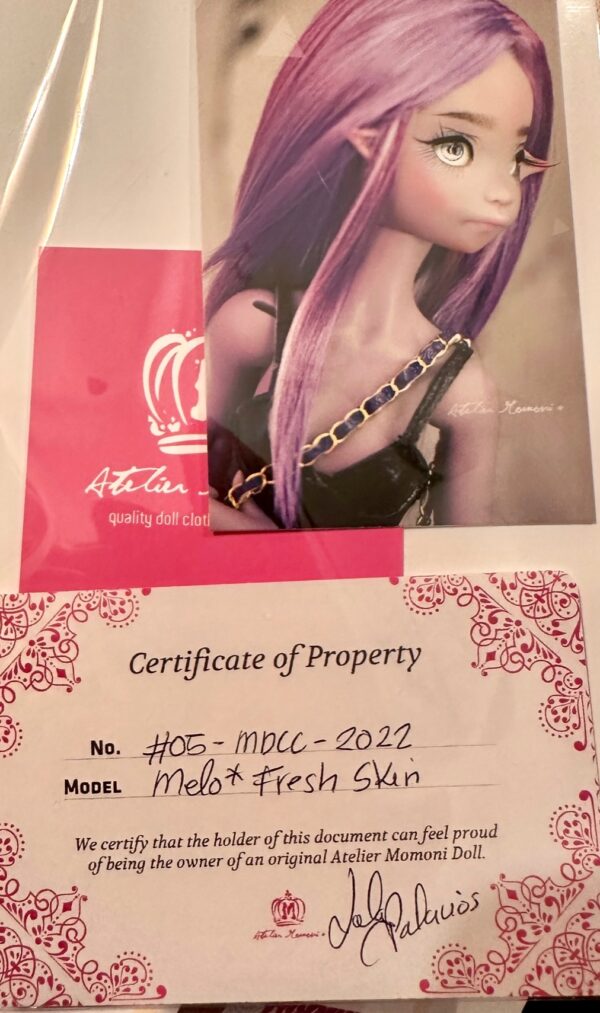 Atelier Momoni
Atelier
quality doll clot
Certificate of Property
No. #05-MDCC-2022
MODEL Melo* Fresh Skin
We certify that the holder of this document can feel proud
of being the owner of an original Atelier Momoni Doll.
M
Atelier Momoni
Lola Palacios